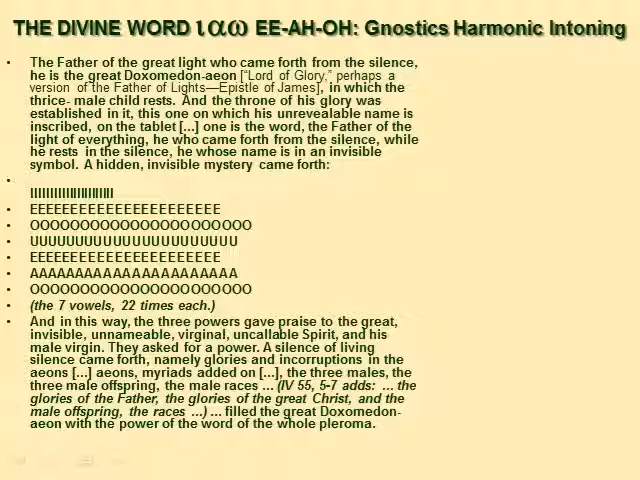 THE DIVINE WORD ιαω EE-AH-OH: Gnostics Harmonic Intoning
• The Father of the great light who came forth from the silence,
he is the great Doxomedon-aeon [“Lord of Glory,” perhaps a
version of the Father of Lights—Epistle of James], in which the
thrice- male child rests. And the throne of his glory was
established in it, this one on which his unrevealable name is
inscribed, on the tablet [...] one is the word, the Father of the
light of everything, he who came forth from the silence, while
he rests in the silence, he whose name is in an invisible
symbol. A hidden, invisible mystery came forth:
•
IIIIIIIIIIIIIIIIIIIIII
• EEEEEEEEEEEEEEEEEEEEEE
• OOOOOOOOOOOOOOOOOOOOOO
• UUUUUUUUUUUUUUUUUUUUUU
• EEEEEEEEEEEEEEEEEEEEEE
• AAAAAAAAAAAAAAAAAAAAAA
• OOOOOOOOOOOOOOOOOOOOOO
• (the 7 vowels, 22 times each.)
• And in this way, the three powers gave praise to the great,
invisible, unnameable, virginal, uncallable Spirit, and his
male virgin. They asked for a power. A silence of living
silence came forth, namely glories and incorruptions in the
aeons [...] aeons, myriads added on [...], the three males, the
three male offspring, the male races ... (IV 55, 5-7 adds: ... the
glories of the Father, the glories of the great Christ, and the
male offspring, the races ...) ... filled the great Doxomedon-
aeon with the power of the word of the whole pleroma.